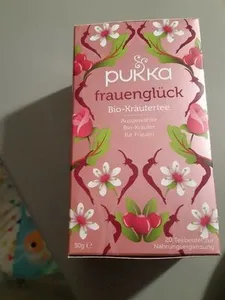 pukka
frauenglück
Bio-Kräutertee
Ausgewählte
Bio-Kräuter
für Frauen
30g e
20 Teebeutel zur
Nahrungsergänzung